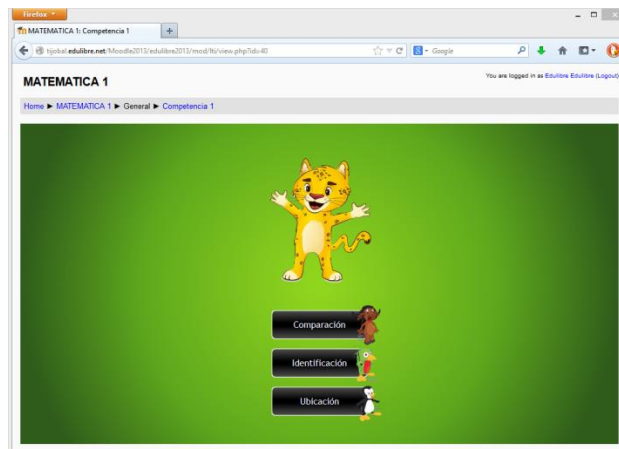 Firefox
MATEMATICA 1: Competencia 1
tijobal.edulibre.net/Moodle2013/edulibre2013/mod/lti/view.php?id=40
Google
MATEMATICA 1
You are logged in as Edulibre Edulibre (Logout)
Home ► MATEMATICA 1 ► General ► Competencia 1
Comparación
Identificación
Ubicación